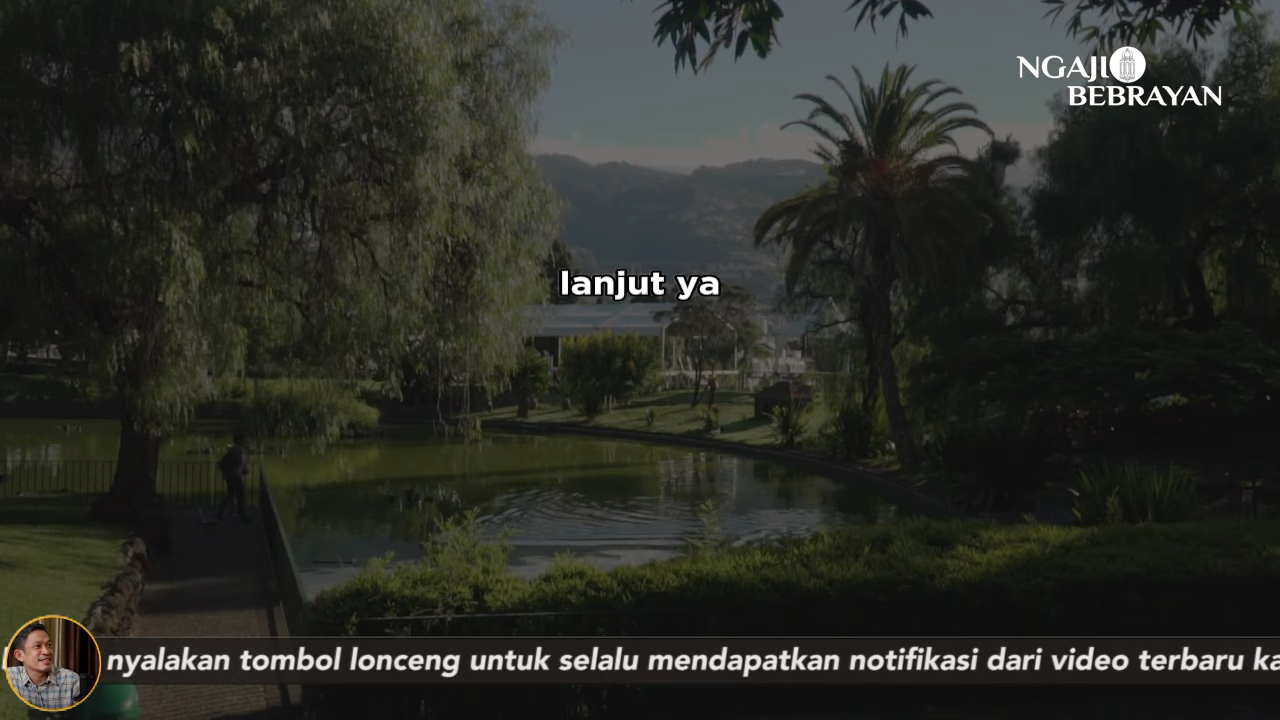 NGAJI
BEBRAYAN
lanjut ya
nyalakan tombol lonceng untuk selalu mendapatkan notifikasi dari video terbaru ka